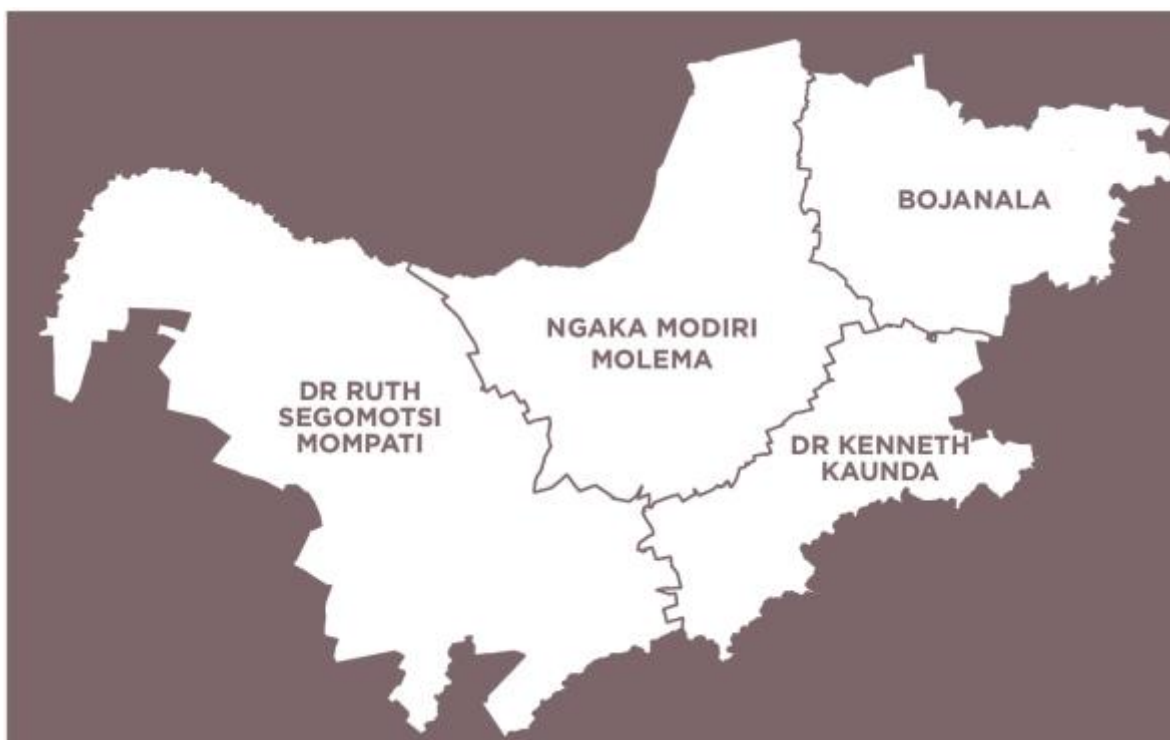 BOJANALA
NGAKA MODIRI
MOLEMA
DR RUTH
SEGOMOTSI
MOMPATI
DR KENNETH
KAUNDA